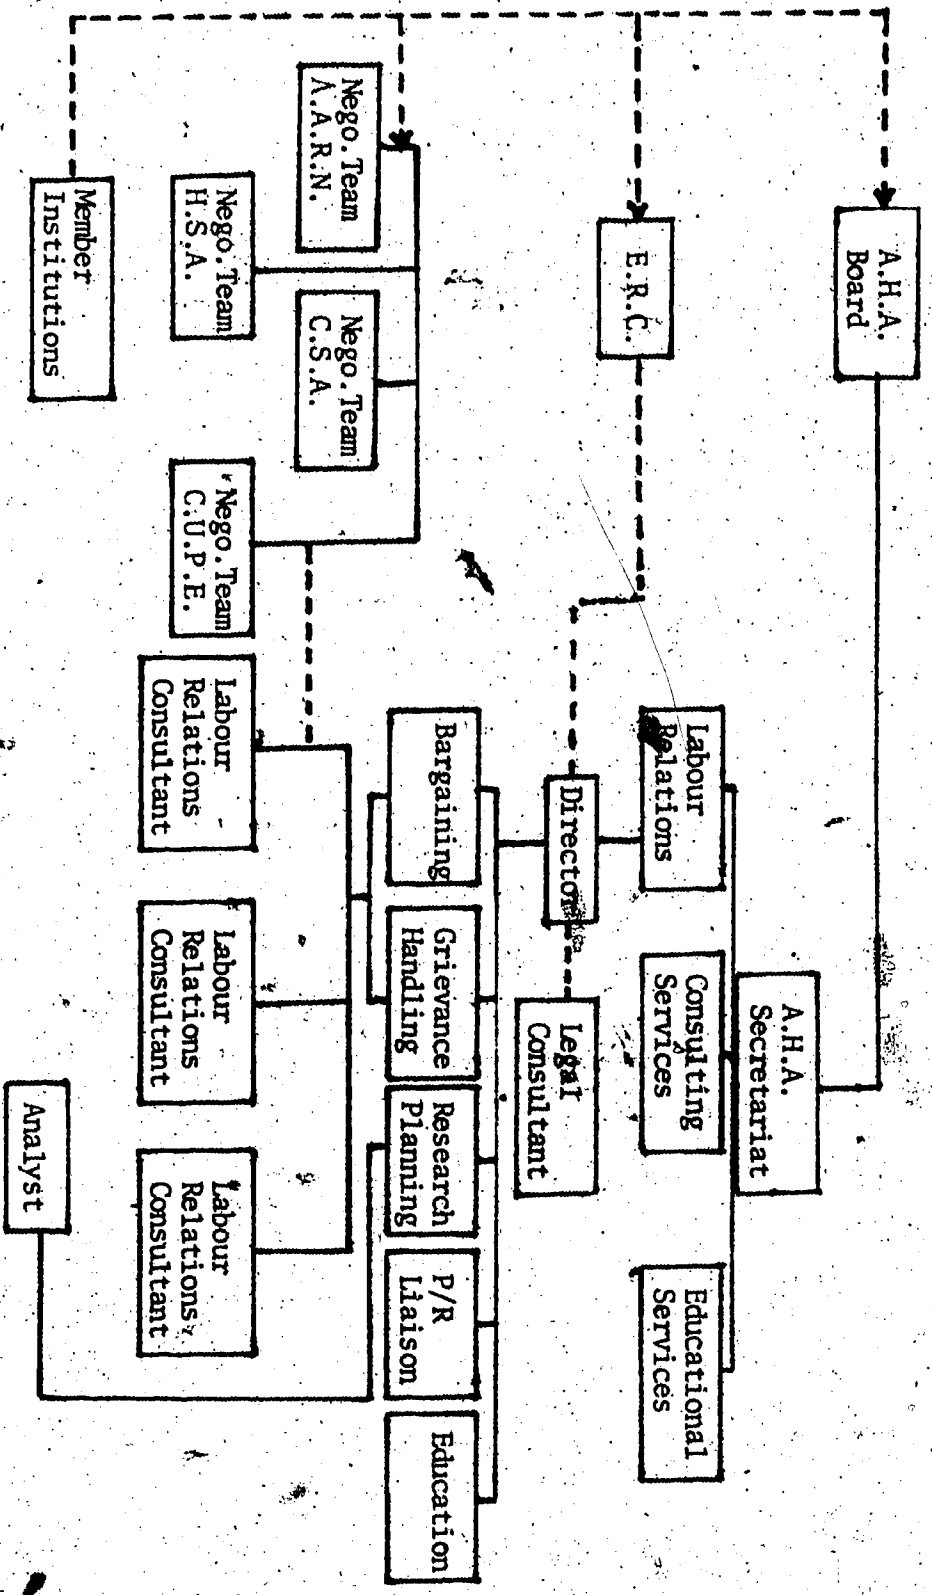 A.H.A.
Board
A.H.A.
Secretariat
E.R.C.
Labour
Relations
Consulting
Services
Educational
Services
Director
Legal
Consultant
Bargaining
Grievance
Handling
Research
Planning
P/R
Liaison
Education
Nego.Team
A.A.R.N.
Nego.Team
C.S.A.
Nego.Team
H.S.A.
Nego.Team
C.U.P.E.
Labour
Relations
Consultant
Labour
Relations
Consultant
Labour
Relations
Consultant
Member
Institutions
Analyst